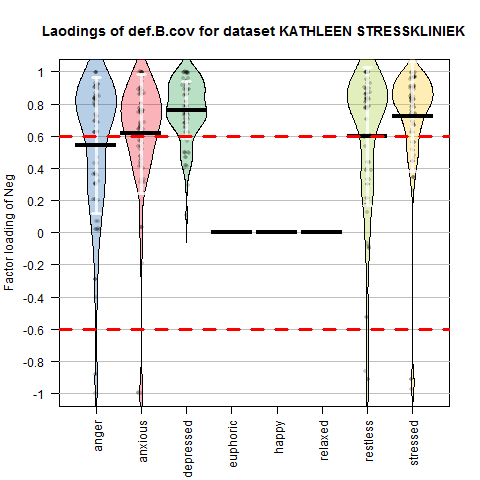 Laodings of def.B.cov for dataset KATHLEEN STRESSKLINIEK
Factor loading of Neg
1
0.8
0.6
0.4
0.2
0
-0.2
-0.4
-0.6
-0.8
-1
anger
anxious
depressed
euphoric
happy
relaxed
restless
stressed